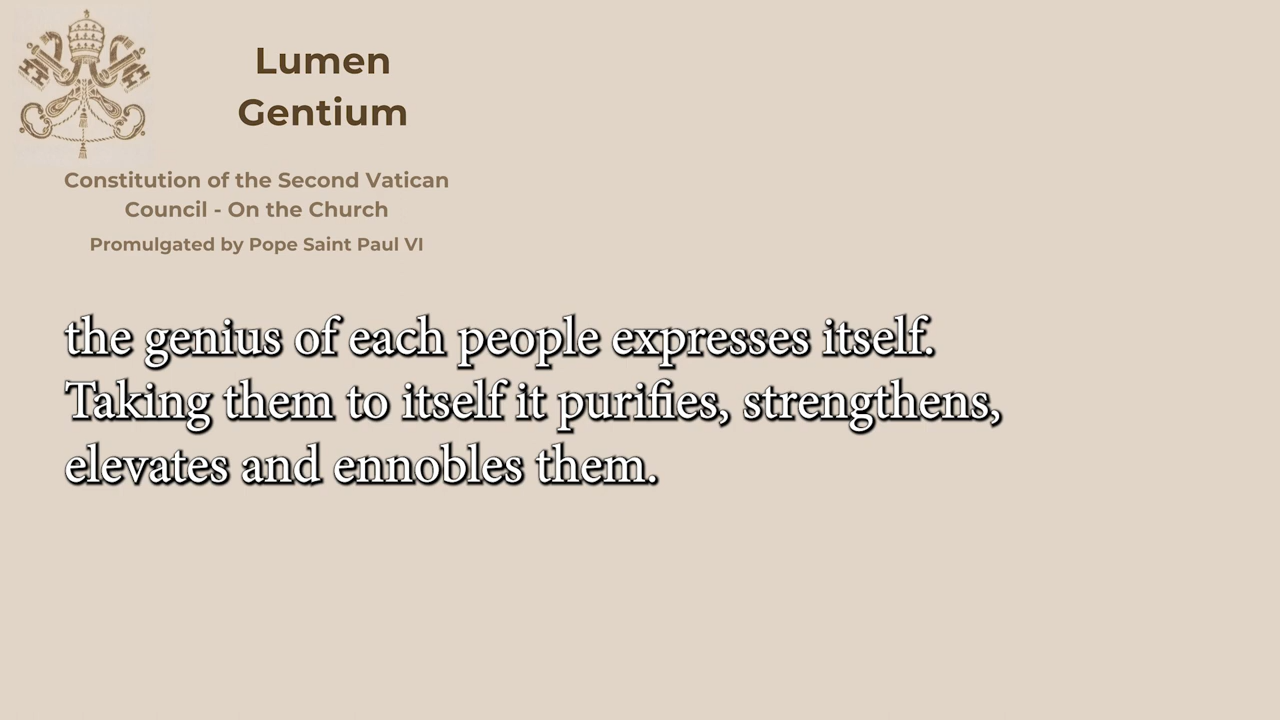 Lumen
Gentium
Constitution of the Second Vatican
Council - On the Church
Promulgated by Pope Saint Paul VI
the genius of each people expresses itself.
Taking them to itself it purifies, strengthens,
elevates and ennobles them.